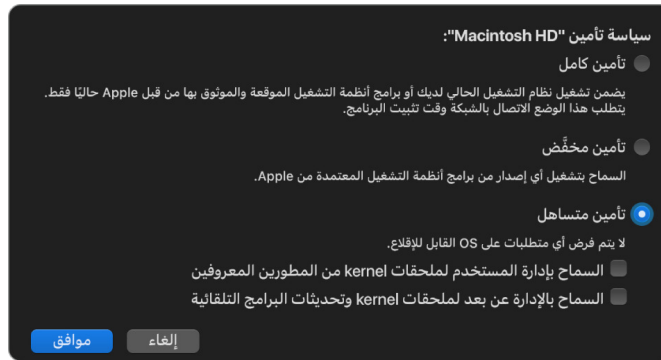 سياسة تأمين "Macintosh HD":
تأمين كامل
يضمن تشغيل نظام التشغيل الحالي لديك أو برامج أنظمة التشغيل الموقعة والموثوق بها من قبل Apple حاليًا فقط.
يتطلب هذا الوضع الاتصال بالشبكة وقت تثبيت البرنامج.
تأمين مخفَّض
السماح بتشغيل أي إصدار من برامج أنظمة التشغيل المعتمدة من Apple.
تأمين متساهل
لا يتم فرض أي متطلبات على OS القابل للإقلاع.
السماح بإدارة المستخدم لملحقات kernel من المطورين المعروفين
السماح بالإدارة عن بعد لملحقات kernel وتحديثات البرامج التلقائية
إلغاء موافق